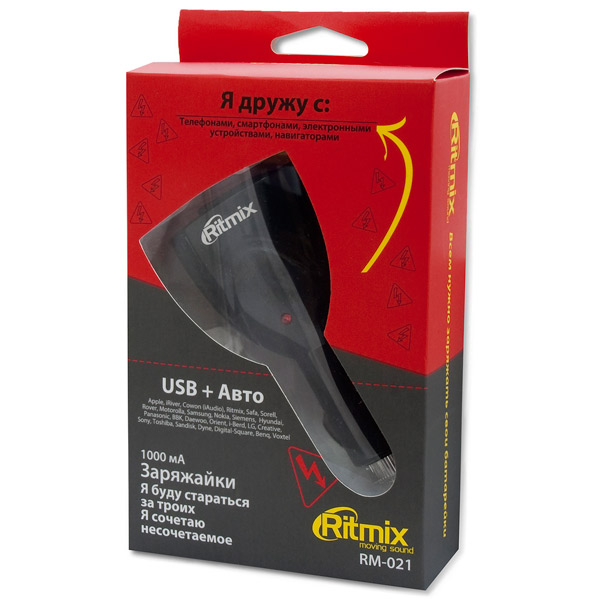 Я дружу с:
Телефонами, смартфонами, электронными
устройствами, навигаторами
Ritmix
USB + Авто
Apple, iRiver, Cowon (iAudio), Ritmix, Safa, Sorell,
Rover, Motorolla, Samsung, Nokia, Siemens, Hyundai,
Panasonic, BBK, Daewoo, Orient, i-Berd, LG, Creative,
Sony, Toshiba, Sandisk, Dyne, Digital-Square, Benq, Voxtel
1000 мА
Заряжайки
Я буду стараться
за троих
Я сочетаю
несочетаемое
Ritmix
moving sound
RM-021
Ritmix
Всем нужно заряжать свои батарейки